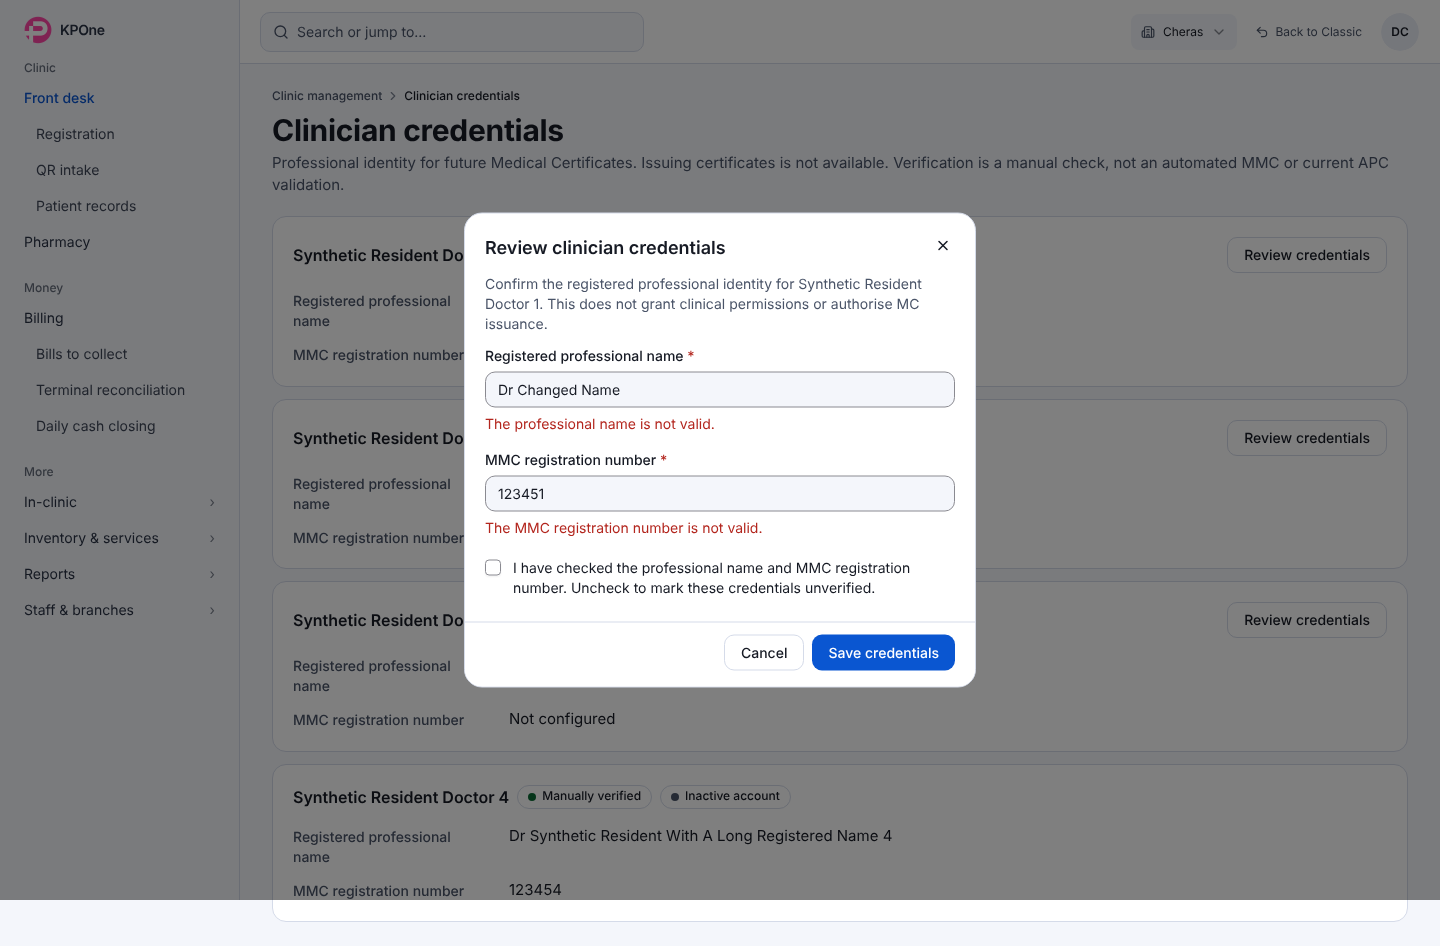 KPOne
Search or jump to...
Cheras
Back to Classic
DC
Clinic
Front desk
Registration
QR intake
Patient records
Pharmacy
Money
Billing
Bills to collect
Terminal reconciliation
Daily cash closing
More
In-clinic
Inventory & services
Reports
Staff & branches
Clinic management
Clinician credentials
Clinician credentials
Professional identity for future Medical Certificates. Issuing certificates is not available. Verification is a manual check, not an automated MMC or current APC
validation.
Synthetic Resident Do
Review credentials
Registered professional
name
MMC registration number
Synthetic Resident Do
Review credentials
Registered professional
name
MMC registration number
Synthetic Resident Do
Review credentials
Registered professional
name
MMC registration number
Not configured
Synthetic Resident Doctor 4
Manually verified
Inactive account
Registered professional
name
Dr Synthetic Resident With A Long Registered Name 4
MMC registration number
123454
Review clinician credentials
Confirm the registered professional identity for Synthetic Resident
Doctor 1. This does not grant clinical permissions or authorise MC
issuance.
Registered professional name *
Dr Changed Name
The professional name is not valid.
MMC registration number *
123451
The MMC registration number is not valid.
I have checked the professional name and MMC registration
number. Uncheck to mark these credentials unverified.
Cancel
Save credentials